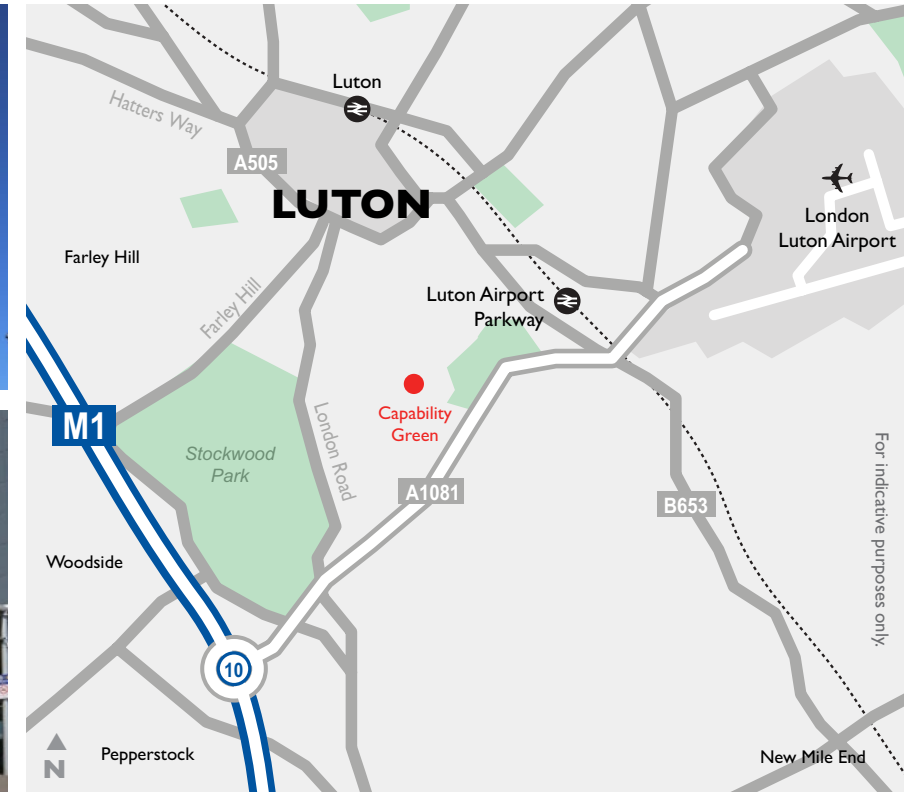 Luton
Hatters Way
A505
LUTON
London
Luton Airport
Farley Hill
Farley Hill
Luton Airport
Parkway
Capability
Green
M1
London Road
Stockwood
Park
A1081
B653
For indicative purposes only.
Woodside
10
Pepperstock
N
New Mile End